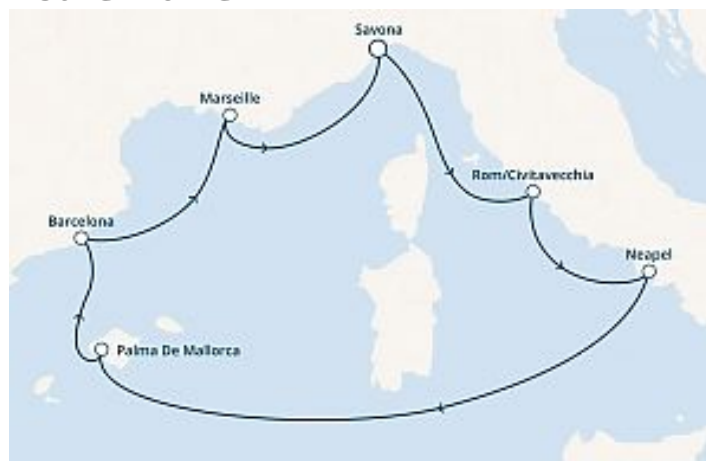 Savona
Marseille
Rom/Civitavecchia
Barcelona
Neapel
Palma De Mallorca